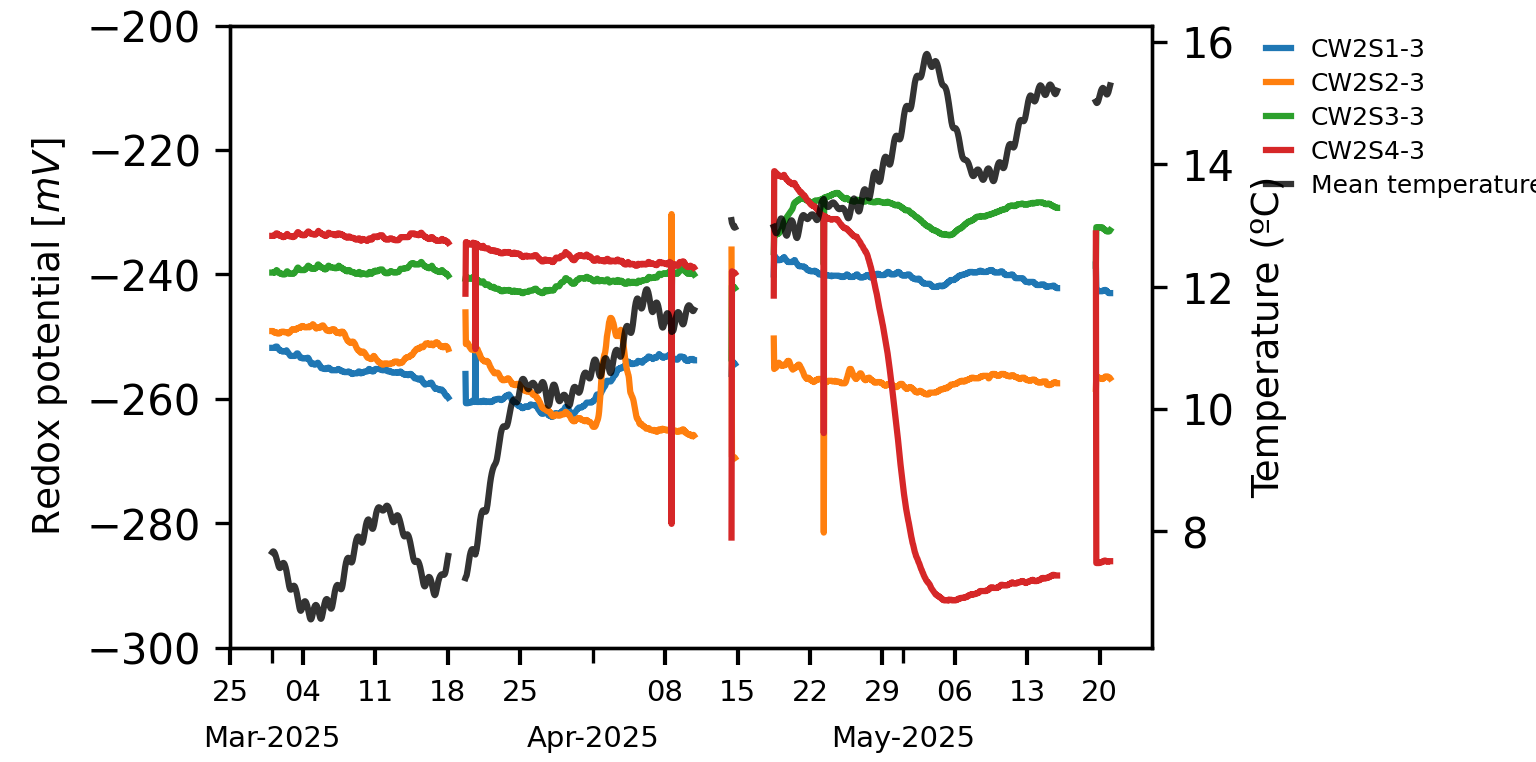 −200
−220
−240
−260
−280
−300
Redox potential [mV]
16
14
12
10
8
Temperature (ºC)
CW2S1-3
CW2S2-3
CW2S3-3
CW2S4-3
Mean temperature
25 04 11 18 25 08 15 22 29 06 13 20
Mar-2025 Apr-2025 May-2025